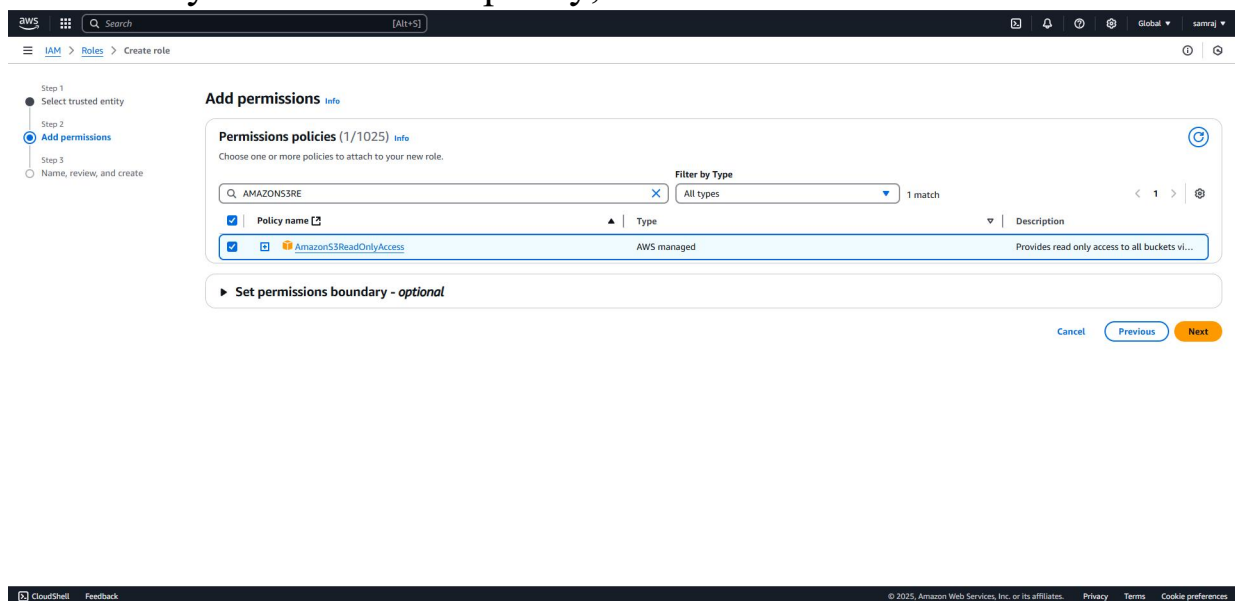 aws Search [Alt+S] Global ▼ samraj ▼
IAM > Roles > Create role
Step 1
Select trusted entity
Step 2
Add permissions
Step 3
Name, review, and create
Add permissions Info
Permissions policies (1/1025) Info
Choose one or more policies to attach to your new role.
Filter by Type
AMAZONS3RE All types 1 match < 1 >
Policy name Type Description
AmazonS3ReadOnlyAccess AWS managed Provides read only access to all buckets vi...
Set permissions boundary - optional
Cancel Previous Next
CloudShell Feedback © 2025, Amazon Web Services, Inc. or its affiliates. Privacy Terms Cookie preferences